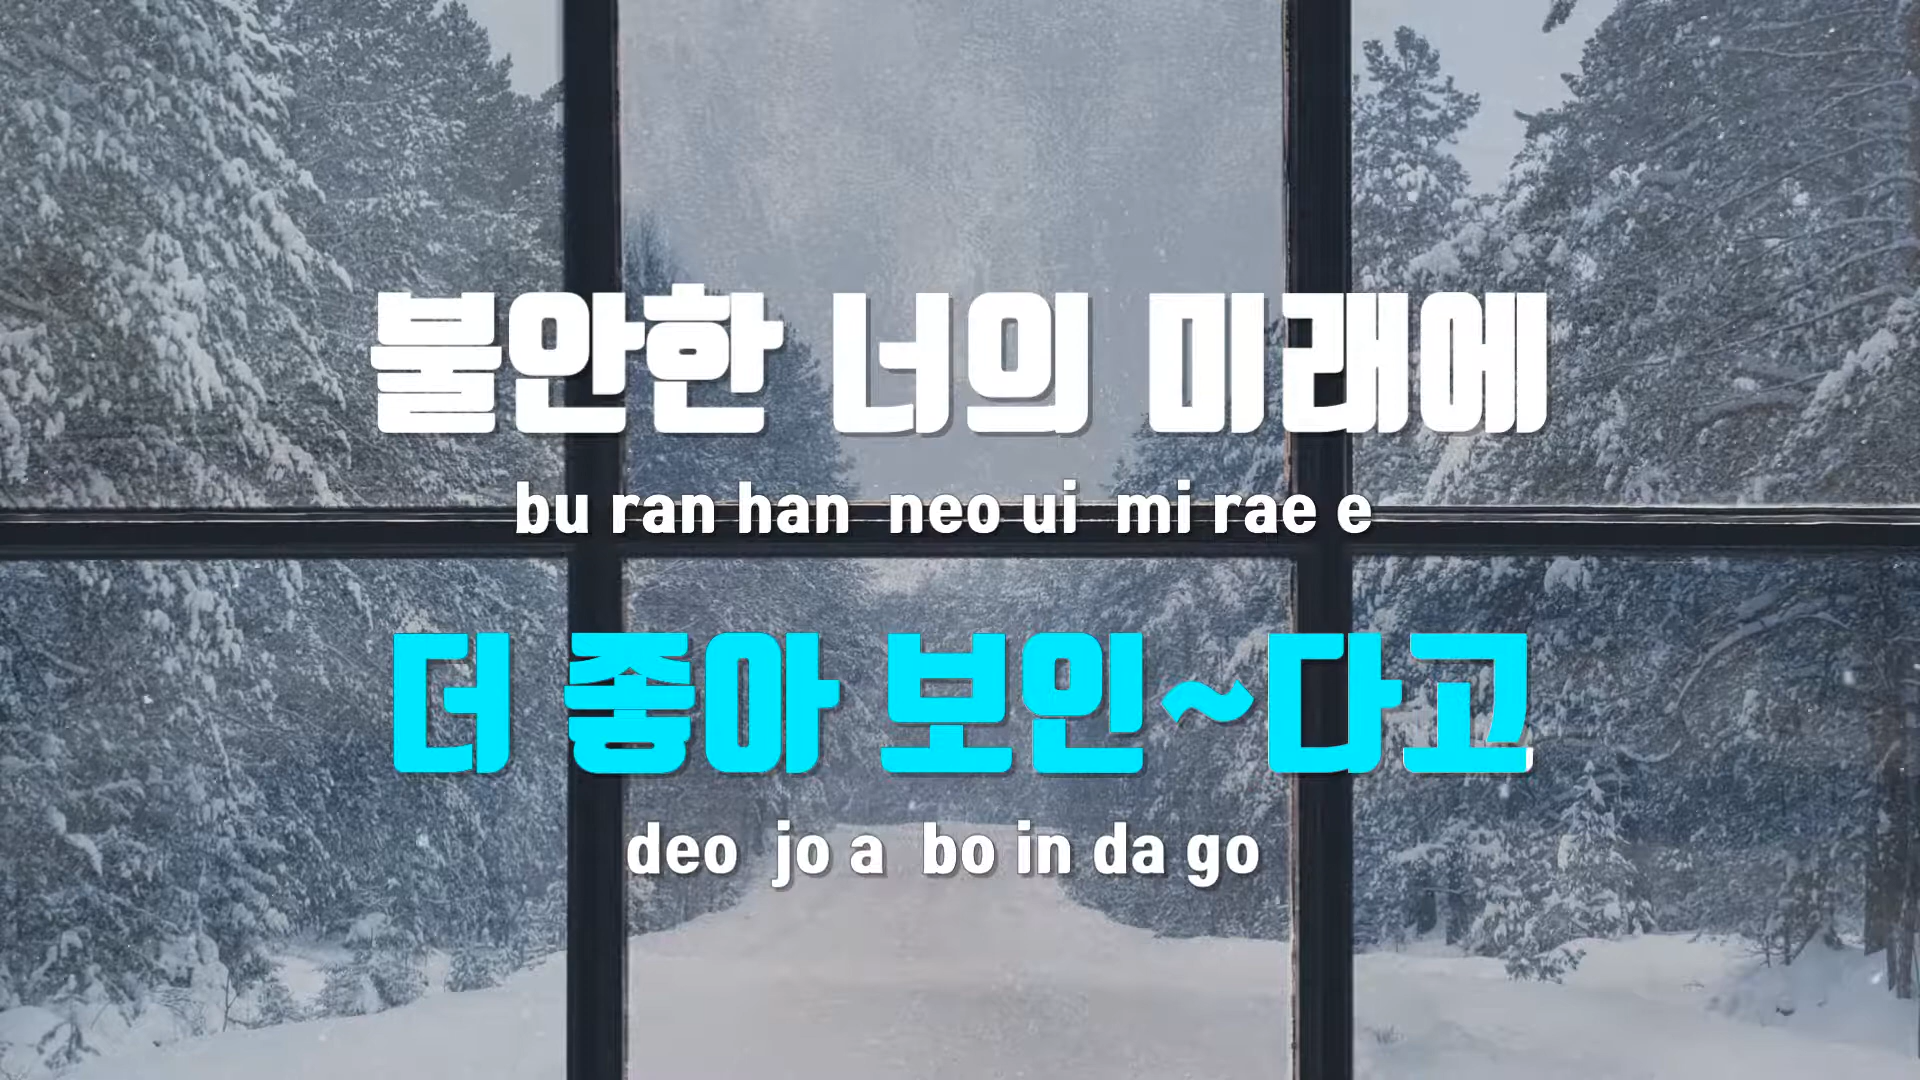 불안한 너의 미래에
bu ran han neo ui mi rae e
더 좋아 보인~다고
deo jo a bo in da go